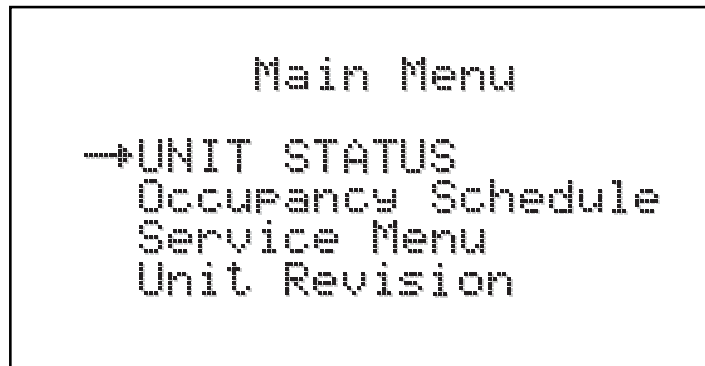 Main Menu
→UNIT STATUS
Occupancy Schedule
Service Menu
Unit Revision